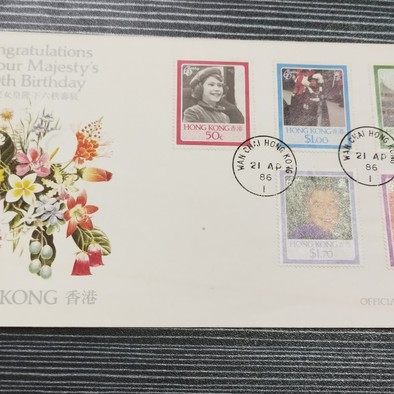 ngratulations
our Majesty's
th Birthday
HONG KONG 香港
50c
HONG KONG
$1.00
WAN CHAI HONG KONG
21 AP
86
1
WAN CHAI HONG KO
21 AP
86
1
HONG KONG
$1.70
KONG 香港
OFFICIA